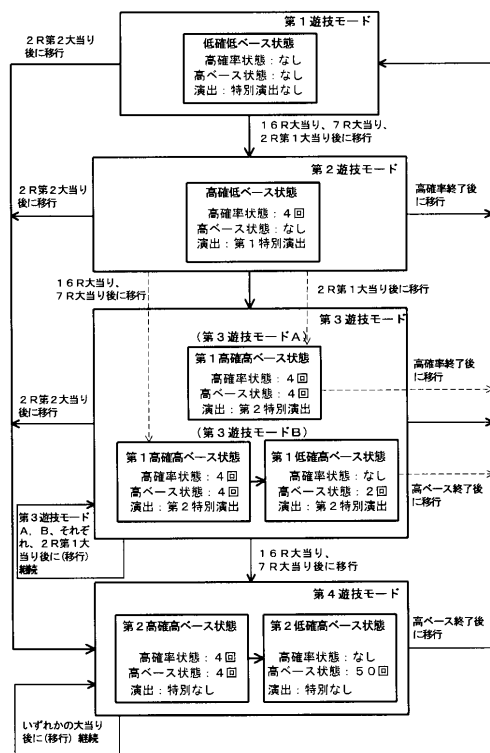 第１遊技モード
２Ｒ第２大当り
後に移行
低確低ベース状態
高確率状態：なし
高ベース状態：なし
演出：特別演出なし
１６Ｒ大当り、７Ｒ大当り、
２Ｒ第１大当り後に移行
第２遊技モード
高確低ベース状態
２Ｒ第２大当り
後に移行
高確率状態：４回
高ベース状態：なし
演出：第１特別演出
高確率終了後
に移行
１６Ｒ大当り、
７Ｒ大当り後に移行
２Ｒ第１大当り後に移行
第３遊技モード
(第３遊技モードＡ)
第１高確高ベース状態
高確率状態：４回
高ベース状態：４回
演出：第２特別演出
高確率終了後
に移行
２Ｒ第２大当り
後に移行
(第３遊技モードＢ)
第１高確高ベース状態
高確率状態：４回
高ベース状態：４回
演出：第２特別演出
第１低確高ベース状態
高確率状態：なし
高ベース状態：２回
演出：第２特別演出
高ベース終了後
に移行
第３遊技モード
Ａ，Ｂ、それぞ
れ、２Ｒ第１大
当り後に(移行)
継続
１６Ｒ大当り、
７Ｒ大当り後に移行
第４遊技モード
第２高確高ベース状態
高確率状態：４回
高ベース状態：４回
演出：特別なし
第２低確高ベース状態
高確率状態：なし
高ベース状態：５０回
演出：特別なし
高ベース終了後
に移行
いずれかの大当り
後に(移行) 継続